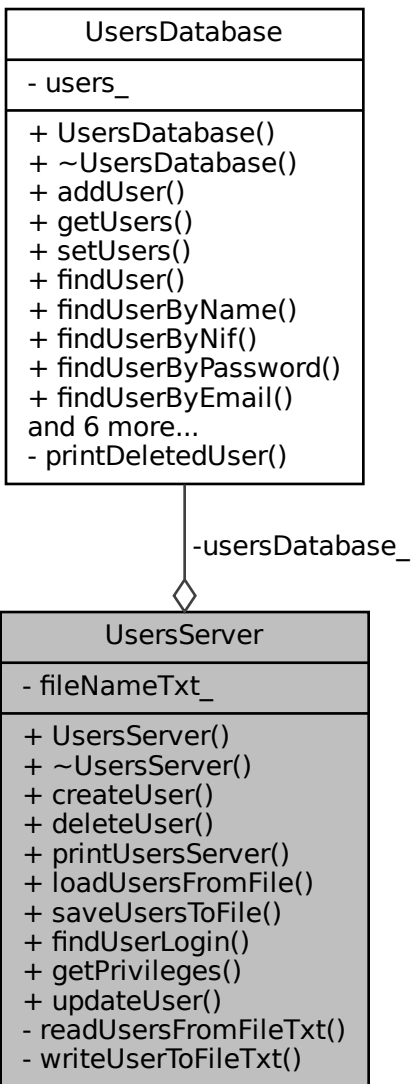 UsersDatabase
- users_
+ UsersDatabase()
+ ~UsersDatabase()
+ addUser()
+ getUsers()
+ setUsers()
+ findUser()
+ findUserByName()
+ findUserByNif()
+ findUserByPassword()
+ findUserByEmail()
and 6 more...
- printDeletedUser()
-usersDatabase_
UsersServer
- fileNameTxt_
+ UsersServer()
+ ~UsersServer()
+ createUser()
+ deleteUser()
+ printUsersServer()
+ loadUsersFromFile()
+ saveUsersToFile()
+ findUserLogin()
+ getPrivileges()
+ updateUser()
- readUsersFromFileTxt()
- writeUserToFileTxt()